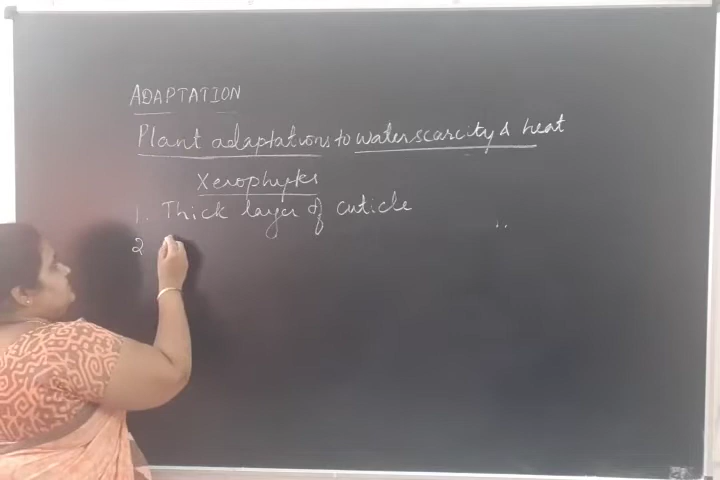 ADAPTATION
Plant adaptations to water scarcity & heat
Xerophytes
1. Thick layer of cuticle
2